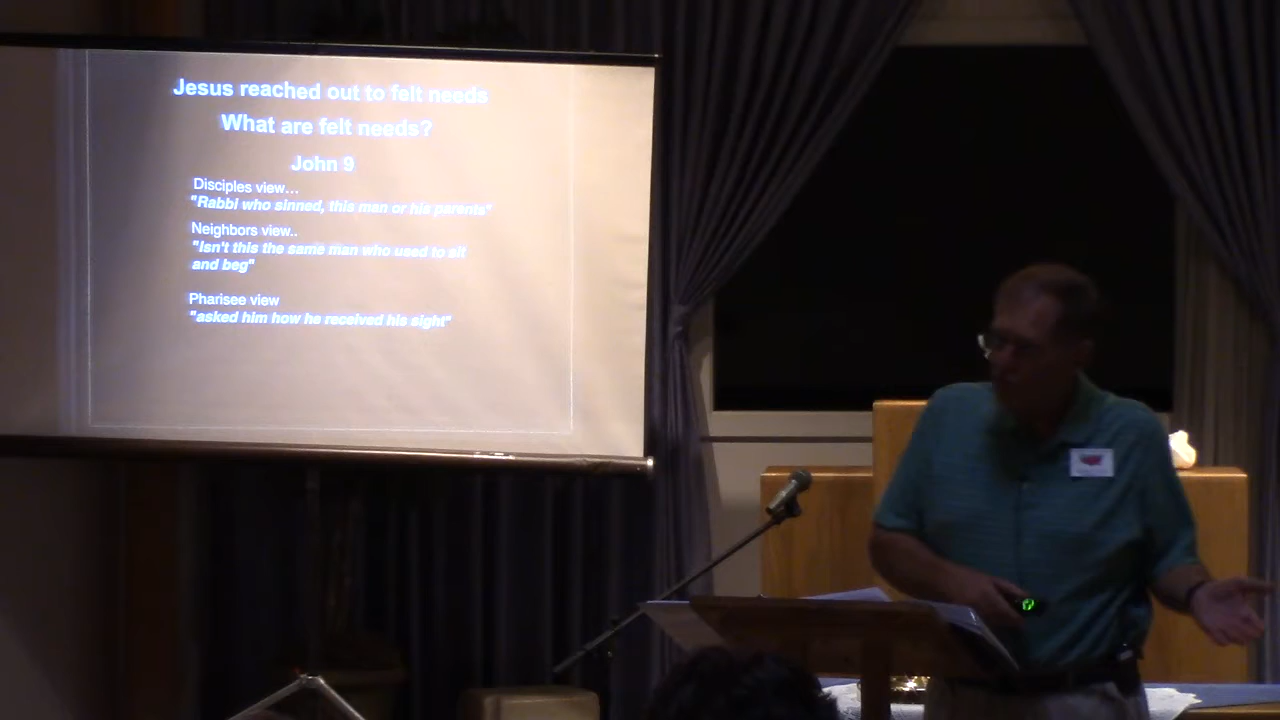 Jesus reached out to felt needs
What are felt needs?
John 9
Disciples view...
"Rabbi who sinned, this man or his parents"
Neighbors view..
"Isn't this the same man who used to sit
and beg"
Pharisee view
"asked him how he received his sight"